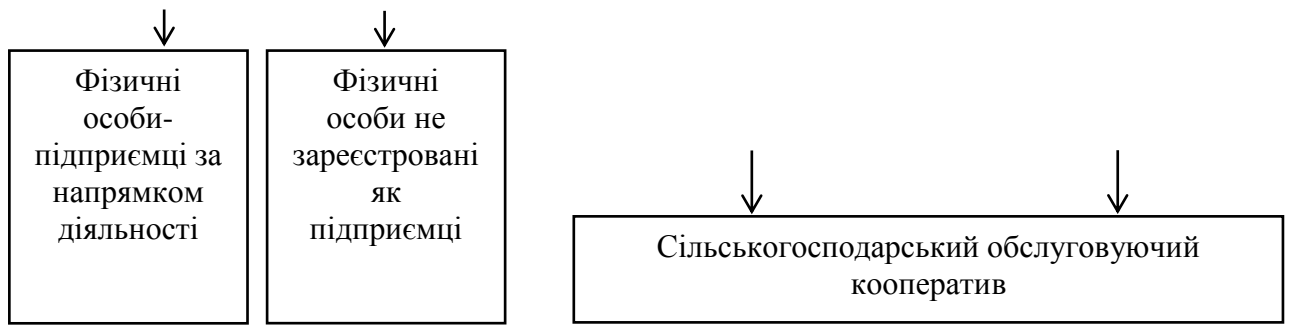 Фізичні
особи-
підприємці за
напрямком
діяльності
Фізичні
особи не
зареєстровані
як
підприємці
Сільськогосподарський обслуговуючий
кооператив